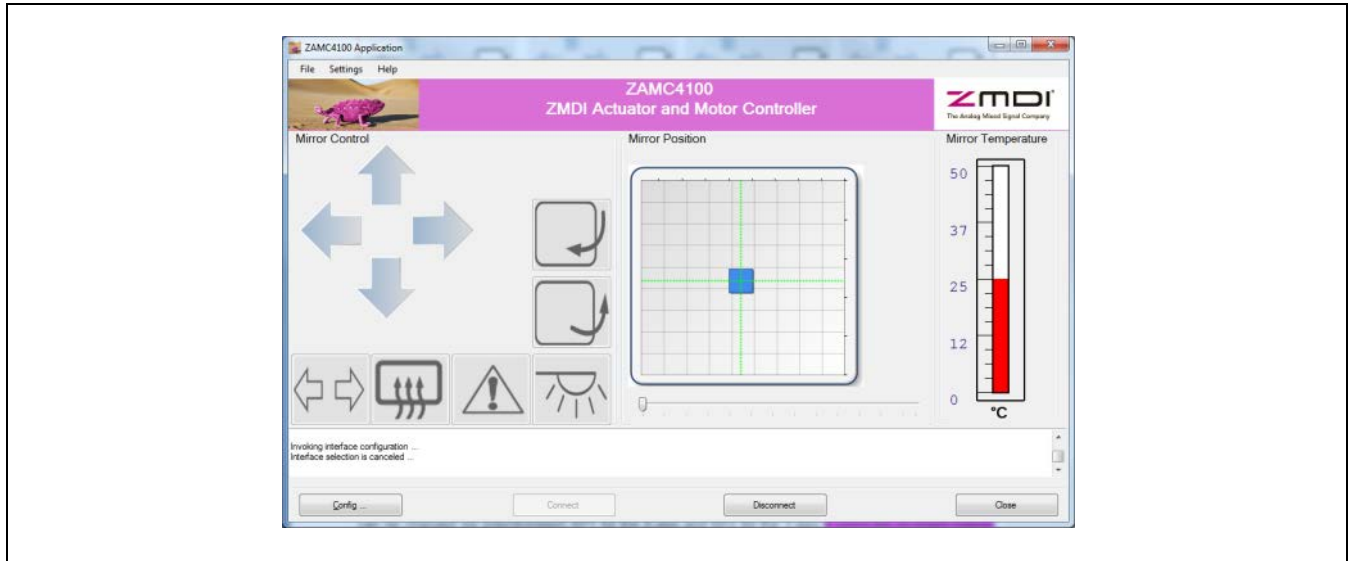 ZAMC4100 Application
File Settings Help
ZAMC4100
ZMDI Actuator and Motor Controller
ZMDI
The Analog Mixed Signal Company
Mirror Control
Mirror Position
Mirror Temperature
50
37
25
12
0
°C
Invoking interface configuration ...
Interface selection is canceled ...
Config ...
Connect
Disconnect
Close